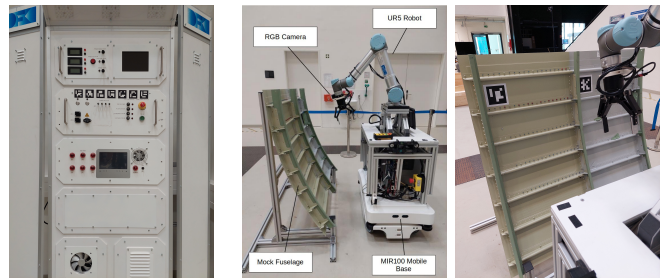 RGB Camera
UR5 Robot
Mock Fuselage
MIR100 Mobile
Base